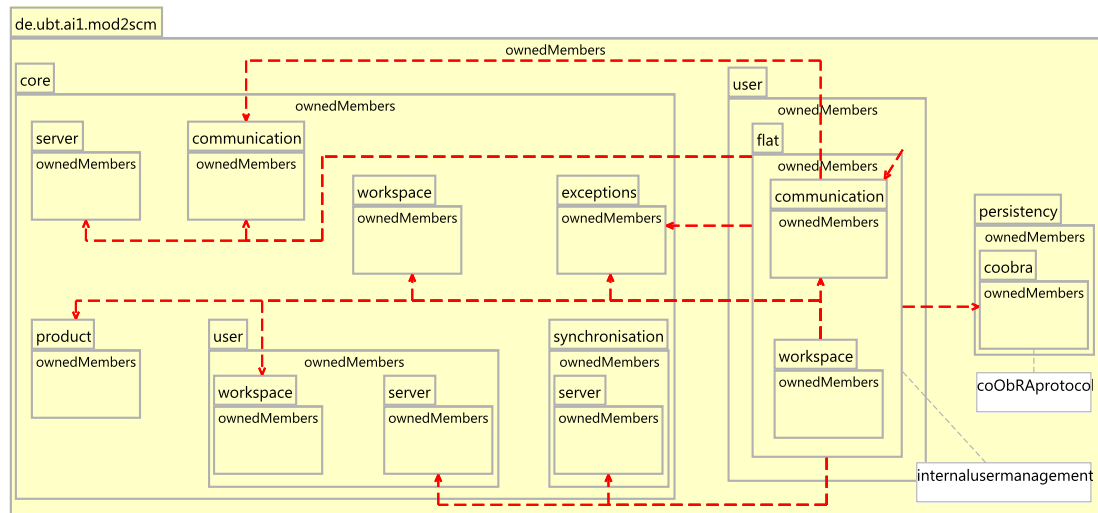 de.ubt.ai1.mod2scm
ownedMembers
core
ownedMembers
user
ownedMembers
server
ownedMembers
communication
ownedMembers
flat
ownedMembers
workspace
ownedMembers
exceptions
ownedMembers
communication
ownedMembers
persistency
ownedMembers
coobra
ownedMembers
product
ownedMembers
user
ownedMembers
workspace
ownedMembers
server
ownedMembers
synchronisation
ownedMembers
server
ownedMembers
workspace
ownedMembers
coObRAprotocol
internalusermanagement